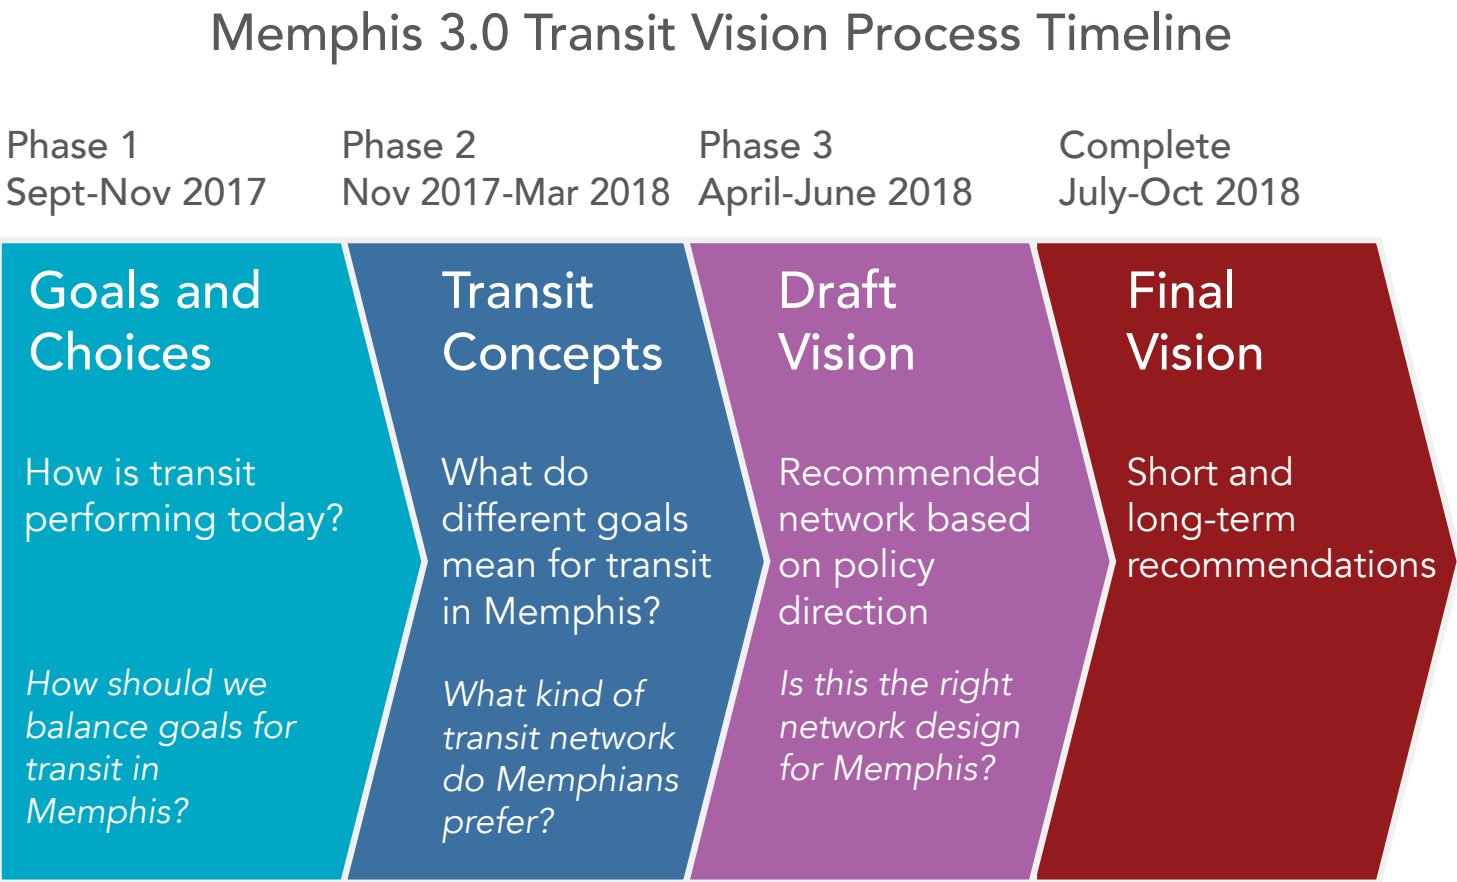 Memphis 3.0 Transit Vision Process Timeline
Phase 1
Sept-Nov 2017
Phase 2
Nov 2017-Mar 2018
Phase 3
April-June 2018
Complete
July-Oct 2018
Goals and
Choices
How is transit
performing today?
How should we
balance goals for
transit in
Memphis?
Transit
Concepts
What do
different goals
mean for transit
in Memphis?
What kind of
transit network
do Memphians
prefer?
Draft
Vision
Recommended
network based
on policy
direction
Is this the right
network design
for Memphis?
Final
Vision
Short and
long-term
recommendations